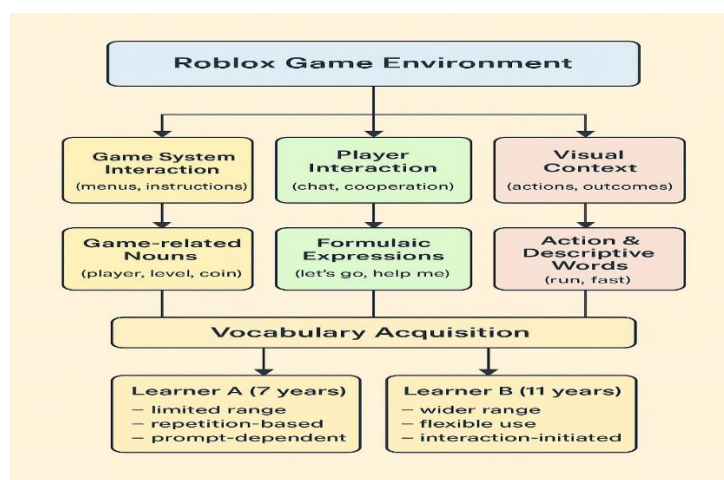 Roblox Game Environment
Game System
Interaction
(menus, instructions)
Player
Interaction
(chat, cooperation)
Visual
Context
(actions, outcomes)
Game-related
Nouns
(player, level, coin)
Formulaic
Expressions
(let's go, help me)
Action &
Descriptive
Words
(run, fast)
Vocabulary Acquisition
Learner A (7 years)
– limited range
– repetition-based
– prompt-dependent
Learner B (11 years)
– wider range
– flexible use
– interaction-initiated